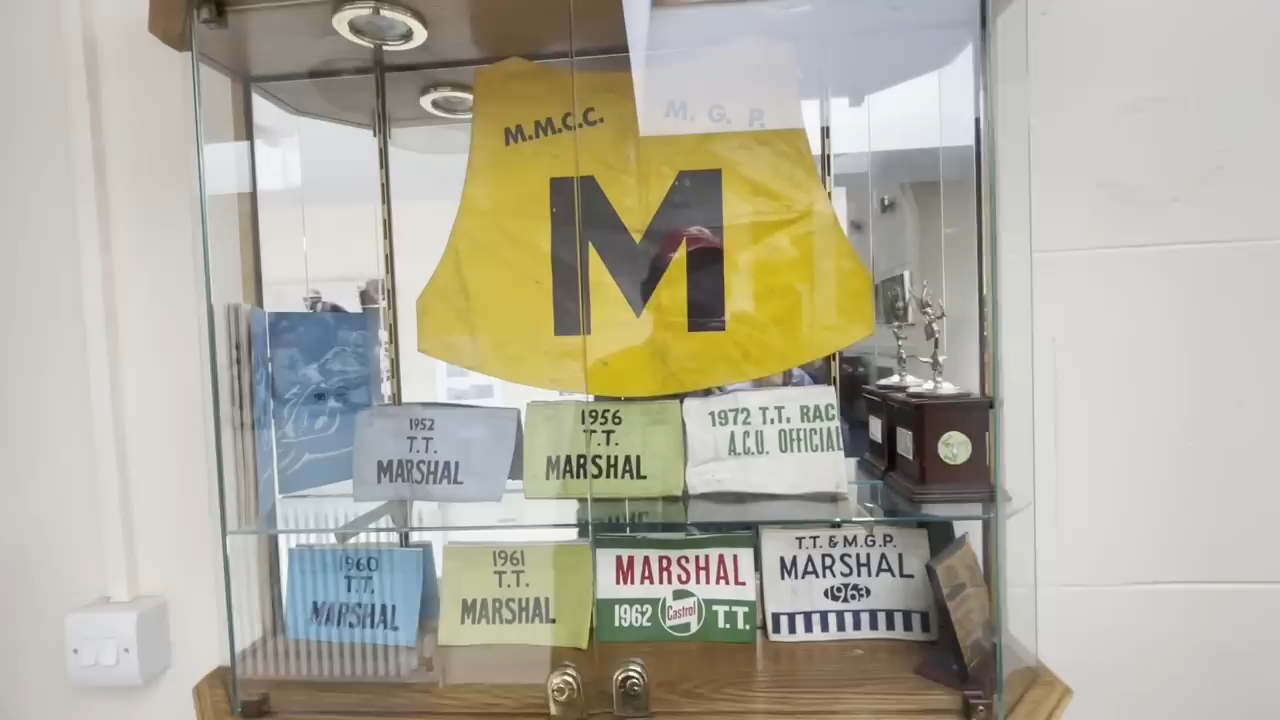 M.M.C.C.
M. G. P.
M
1952
T.T.
MARSHAL
1956
T.T.
MARSHAL
1972 T.T. RAC
A.C.U. OFFICIAL
1960
T.T.
MARSHAL
1961
T.T.
MARSHAL
MARSHAL
1962 Castrol T.T.
T.T. & M.G.P.
MARSHAL
1963